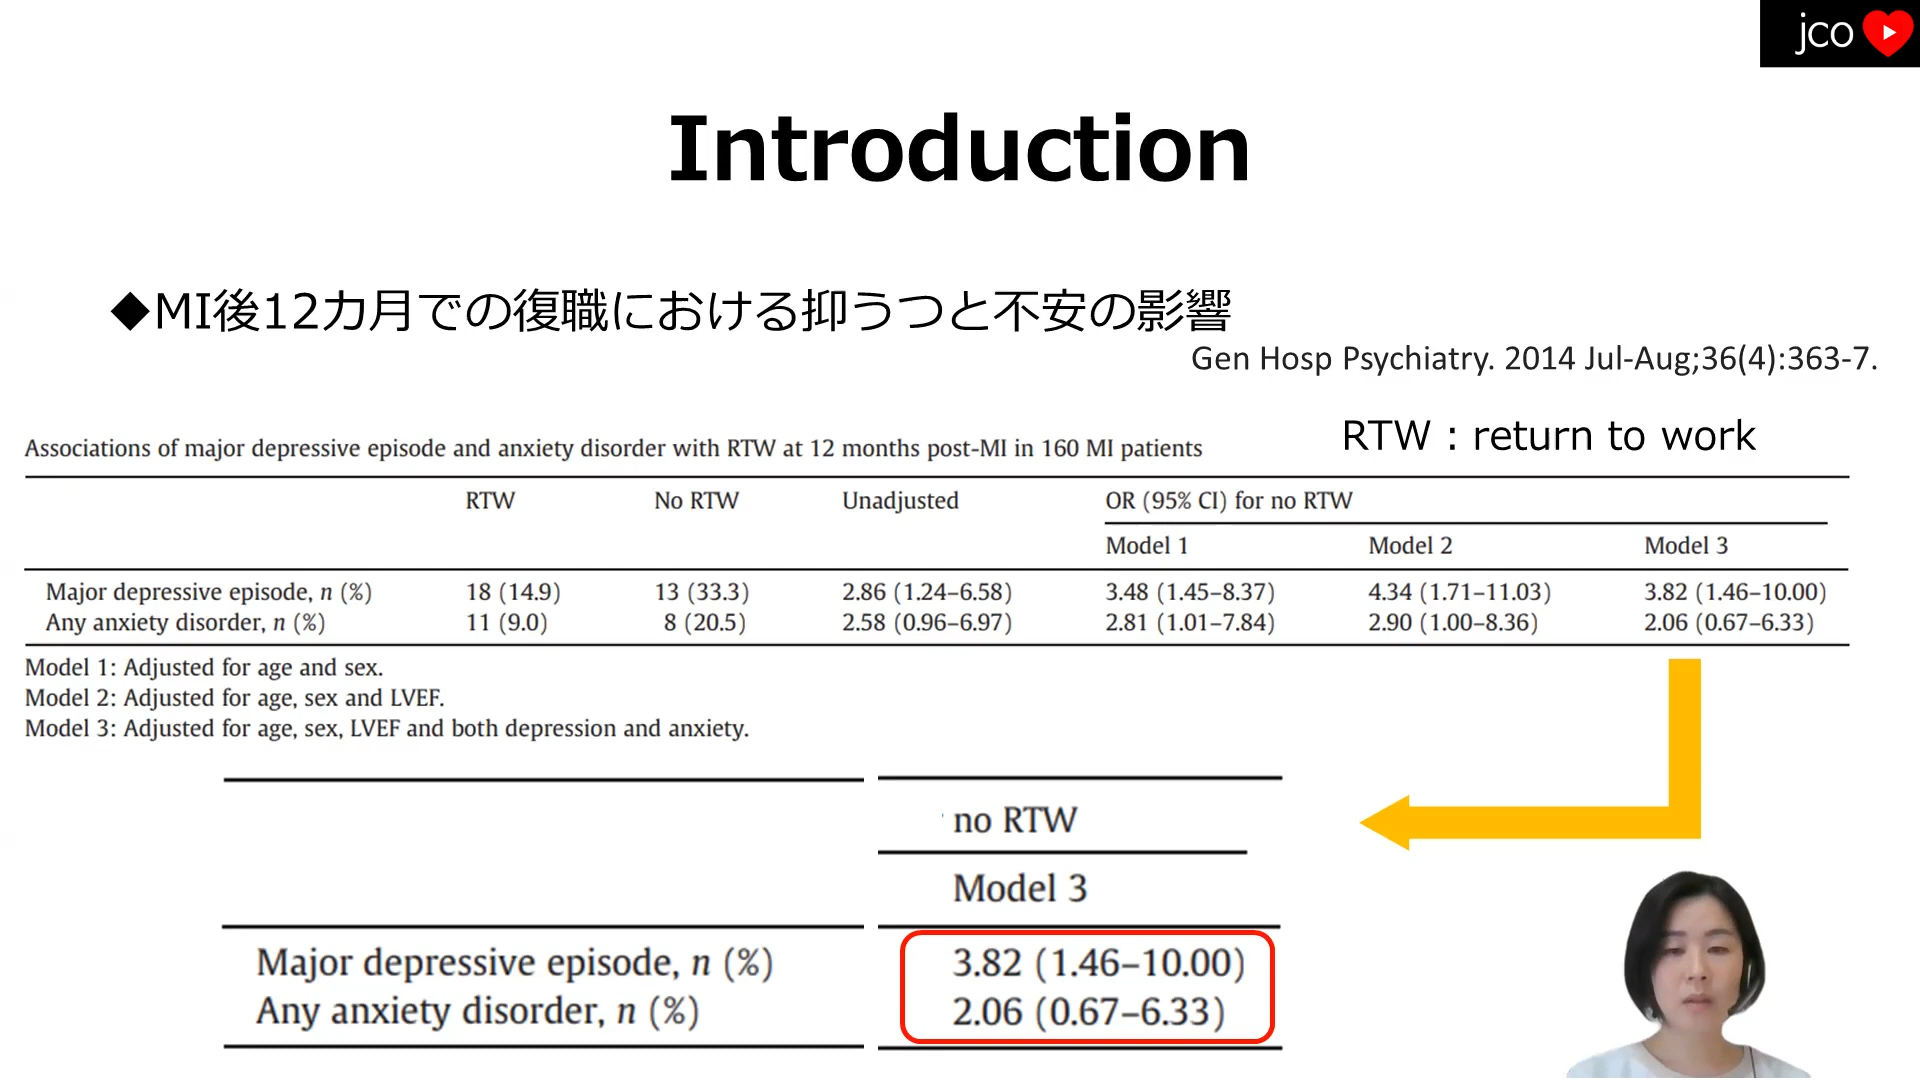 jco
Introduction
◆MI後12カ月での復職における抑うつと不安の影響
Gen Hosp Psychiatry. 2014 Jul-Aug;36(4):363-7.
RTW : return to work
Associations of major depressive episode and anxiety disorder with RTW at 12 months post-MI in 160 MI patients
RTW No RTW Unadjusted OR (95% CI) for no RTW
Model 1 Model 2 Model 3
Major depressive episode, n (%) 18 (14.9) 13 (33.3) 2.86 (1.24–6.58) 3.48 (1.45–8.37) 4.34 (1.71–11.03) 3.82 (1.46–10.00)
Any anxiety disorder, n (%) 11 (9.0) 8 (20.5) 2.58 (0.96–6.97) 2.81 (1.01–7.84) 2.90 (1.00–8.36) 2.06 (0.67–6.33)
Model 1: Adjusted for age and sex.
Model 2: Adjusted for age, sex and LVEF.
Model 3: Adjusted for age, sex, LVEF and both depression and anxiety.
no RTW
Model 3
Major depressive episode, n (%) 3.82 (1.46–10.00)
Any anxiety disorder, n (%) 2.06 (0.67–6.33)